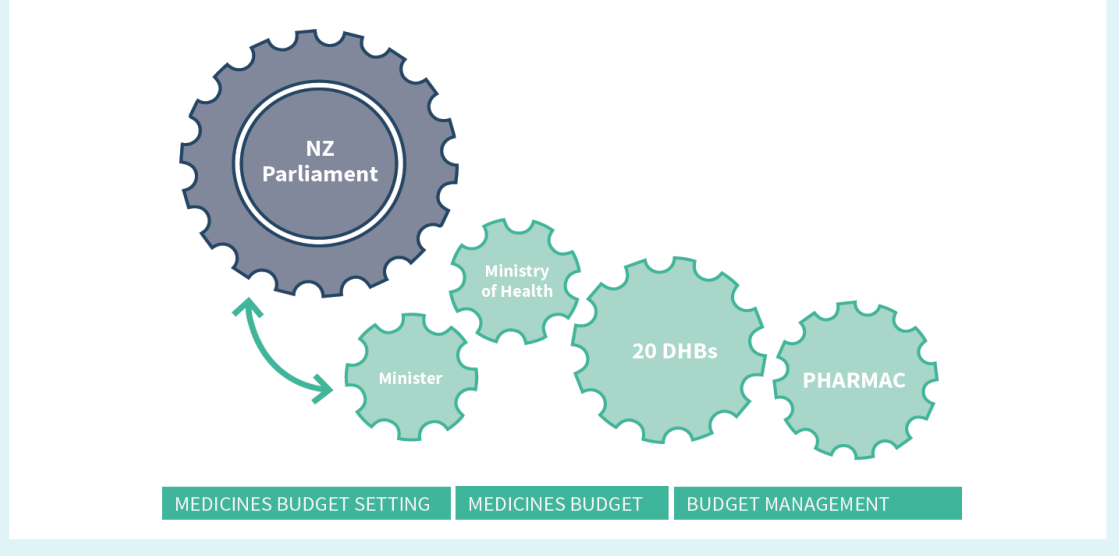 NZ
Parliament
Ministry
of Health
Minister
20 DHBs
PHARMAC
MEDICINES BUDGET SETTING
MEDICINES BUDGET
BUDGET MANAGEMENT